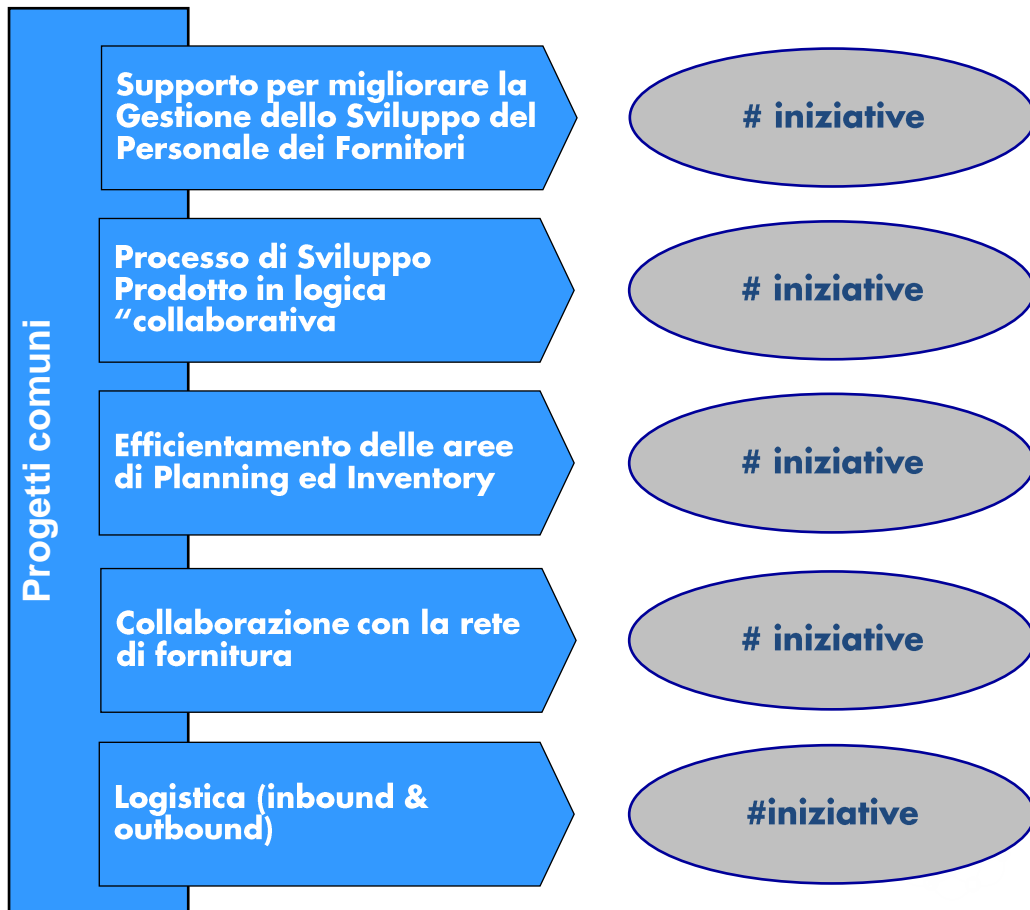 Progetti comuni
Supporto per migliorare la
Gestione dello Sviluppo del
Personale dei Fornitori
# iniziative
Processo di Sviluppo
Prodotto in logica
“collaborativa
# iniziative
Efficientamento delle aree
di Planning ed Inventory
# iniziative
Collaborazione con la rete
di fornitura
# iniziative
Logistica (inbound &
outbound)
#iniziative